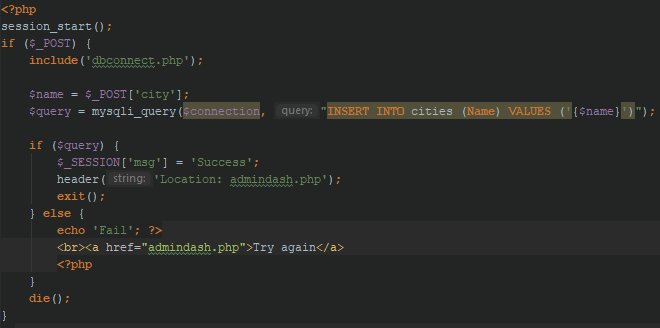 <?php
session_start();
if ($_POST) {
    include('dbconnect.php');

    $name = $_POST['city'];
    $query = mysqli_query($connection, query: "INSERT INTO cities (Name) VALUES ('{$name}')");

    if ($query) {
        $_SESSION['msg'] = 'Success';
        header( string: 'Location: admindash.php');
        exit();
    } else {
        echo 'Fail'; ?>
        <br><a href="admindash.php">Try again</a>
        <?php
    }
    die();
}